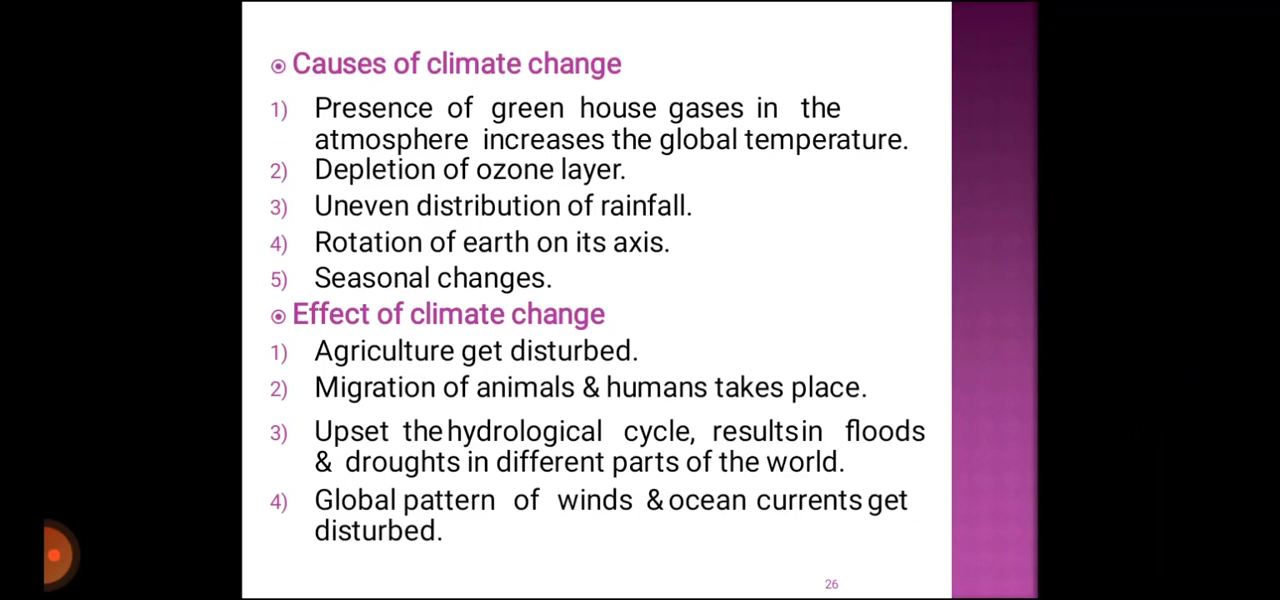 Causes of climate change
1) Presence of green house gases in the
atmosphere increases the global temperature.
2) Depletion of ozone layer.
3) Uneven distribution of rainfall.
4) Rotation of earth on its axis.
5) Seasonal changes.
Effect of climate change
1) Agriculture get disturbed.
2) Migration of animals & humans takes place.
3) Upset the hydrological cycle, results in floods
& droughts in different parts of the world.
4) Global pattern of winds & ocean currents get
disturbed.
26